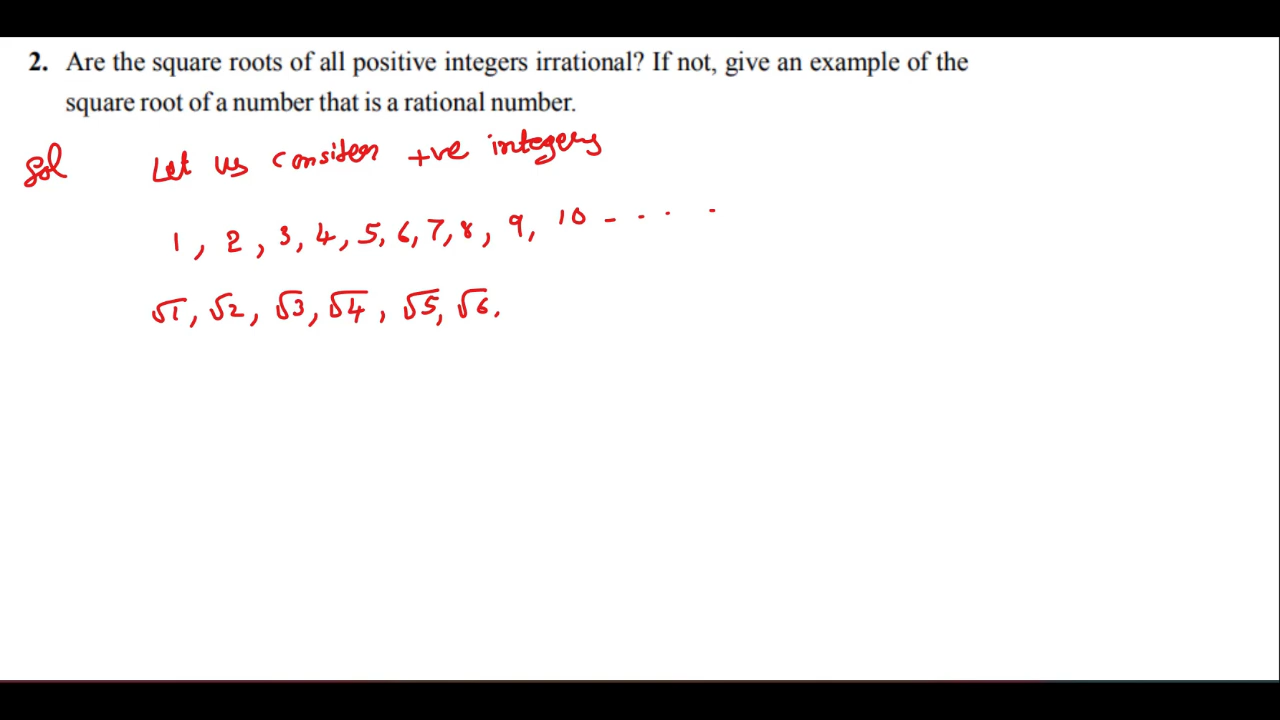 2. Are the square roots of all positive integers irrational? If not, give an example of the
square root of a number that is a rational number.
Sol Let us consider +ve integers
1, 2, 3, 4, 5, 6, 7, 8, 9, 10 - . . .
√1, √2, √3, √4, √5, √6.